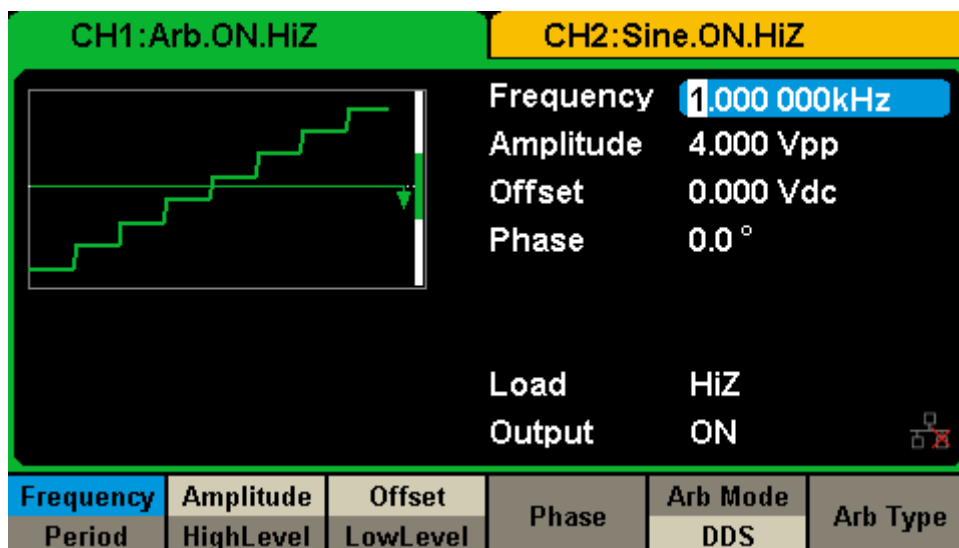 CH1:Arb.ON.HiZ
CH2:Sine.ON.HiZ
Frequency 1.000 000kHz
Amplitude 4.000 Vpp
Offset 0.000 Vdc
Phase 0.0 °
Load HiZ
Output ON
Frequency Amplitude Offset Phase Arb Mode Arb Type
Period HighLevel LowLevel DDS